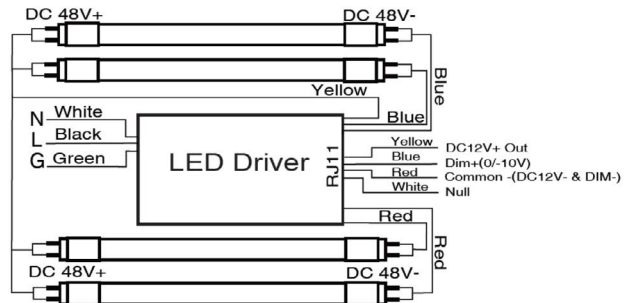 DC 48V+ DC 48V-
Yellow
Blue
Blue
N White
L Black
G Green
LED Driver
RJ11
Yellow DC12V+ Out
Blue Dim+(0/-10V)
Red Common -(DC12V- & DIM-)
White Null
Red
Red
DC 48V+ DC 48V-